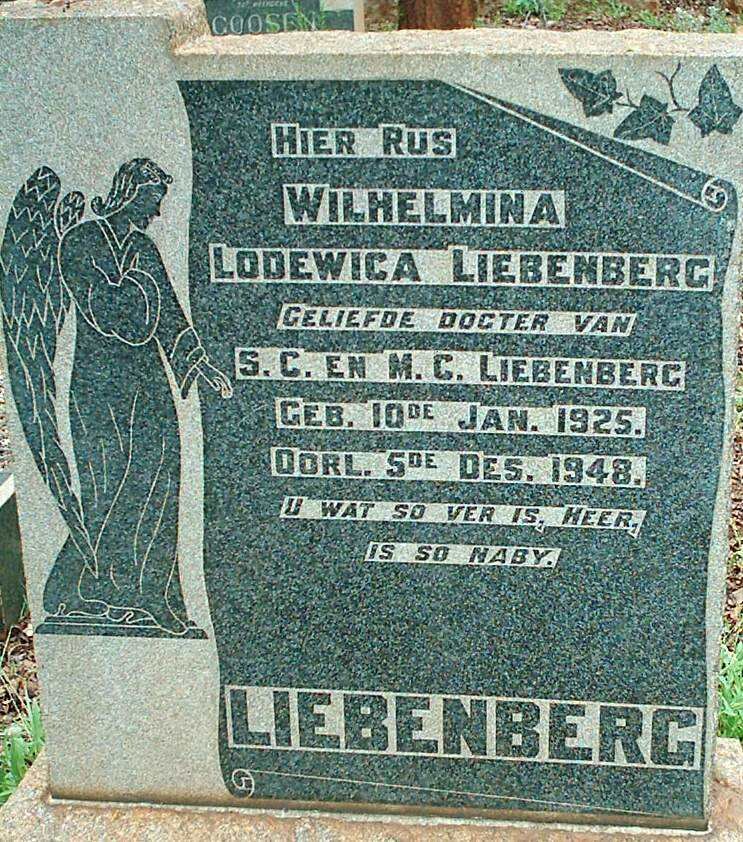 COOSEN
HIER RUS
WILHELMINA
LODEWICA LIEBENBERG
GELIEFDE DOGTER VAN
S. C. EN M. C. LIEBENBERG
GEB. 10DE JAN. 1925.
OORL. 5DE DES. 1948.
U WAT SO VER IS, HEER,
IS SO NABY.
LIEBENBERG